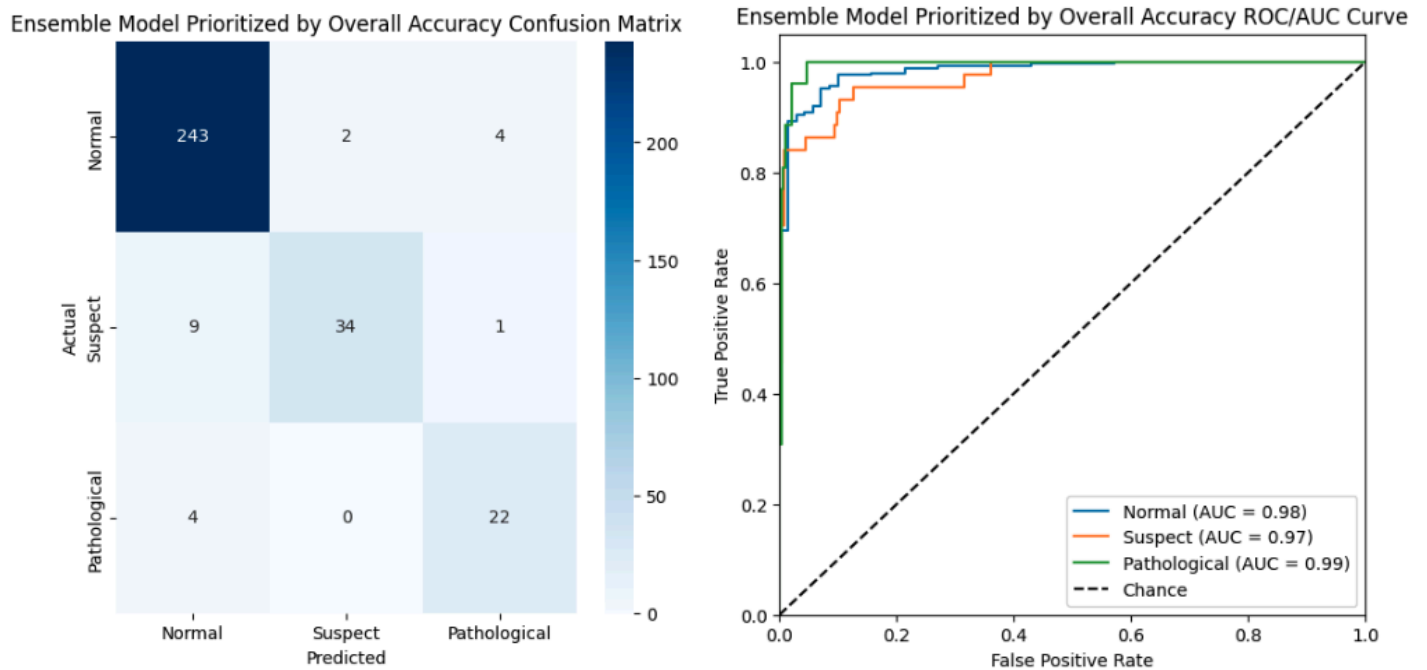 Ensemble Model Prioritized by Overall Accuracy Confusion Matrix
Normal
243
2
4
Actual
Suspect
9
34
1
Pathological
4
0
22
Normal
Suspect
Pathological
Predicted
200
150
100
50
0
Ensemble Model Prioritized by Overall Accuracy ROC/AUC Curve
True Positive Rate
1.0
0.8
0.6
0.4
0.2
0.0
0.0
0.2
0.4
0.6
0.8
1.0
False Positive Rate
Normal (AUC = 0.98)
Suspect (AUC = 0.97)
Pathological (AUC = 0.99)
Chance